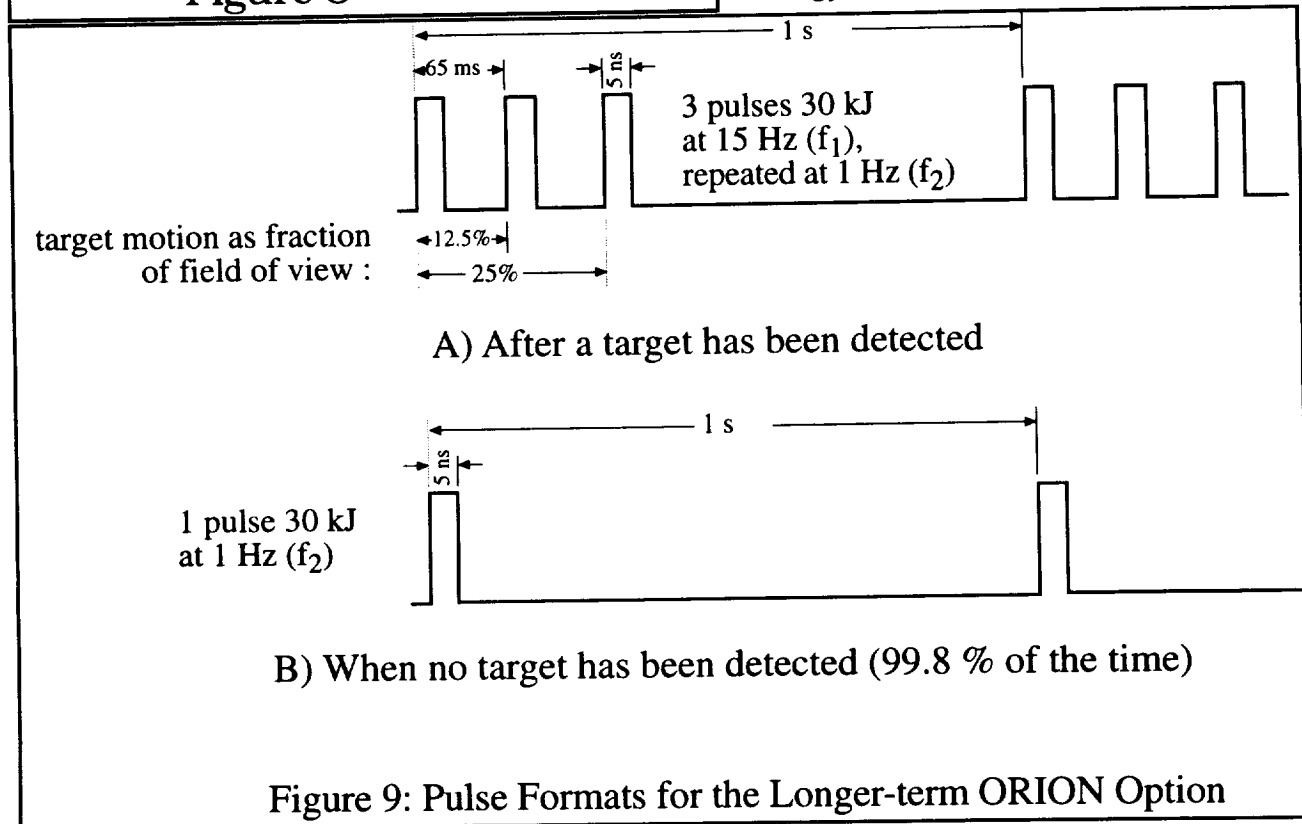 1 s
65 ms
5 ns
3 pulses 30 kJ
at 15 Hz (f₁),
repeated at 1 Hz (f₂)
target motion as fraction
of field of view :
12.5%
25%
A) After a target has been detected
1 s
5 ns
1 pulse 30 kJ
at 1 Hz (f₂)
B) When no target has been detected (99.8 % of the time)
Figure 9: Pulse Formats for the Longer-term ORION Option